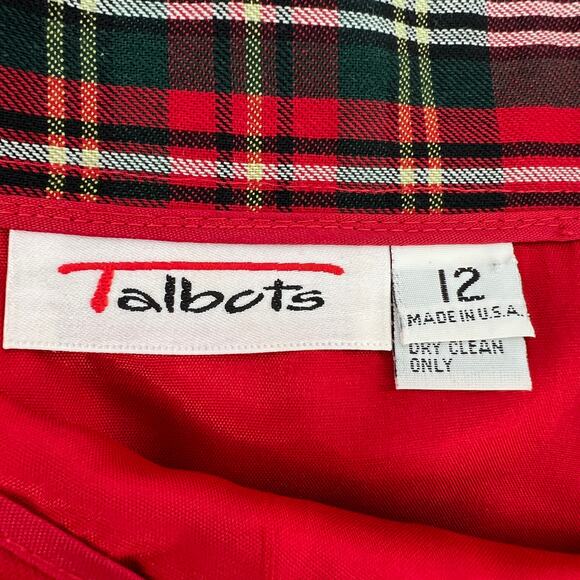 Talbots
12
MADE IN U.S.A.
DRY CLEAN
ONLY